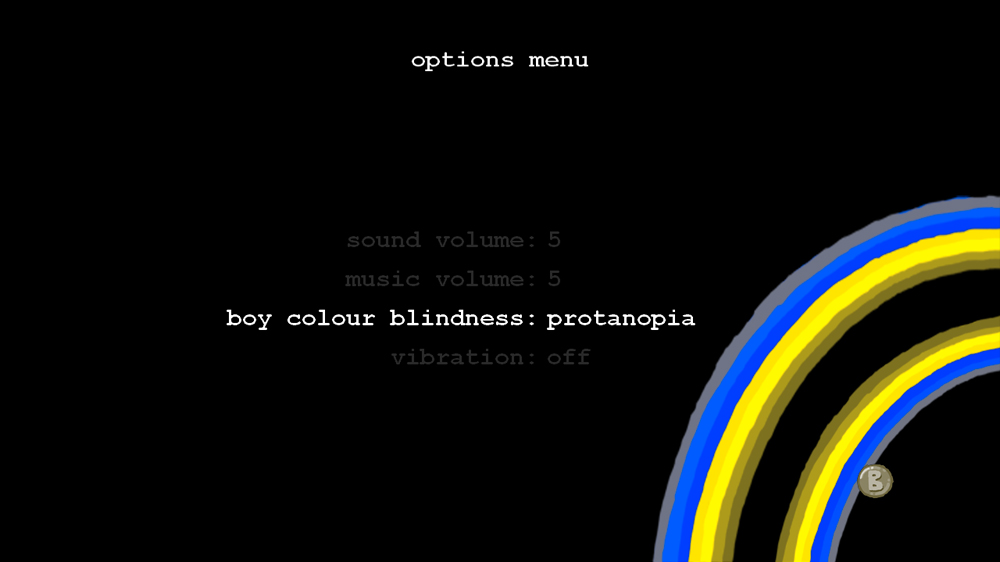 options menu
sound volume: 5
music volume: 5
boy colour blindness: protanopia
vibration: off
B